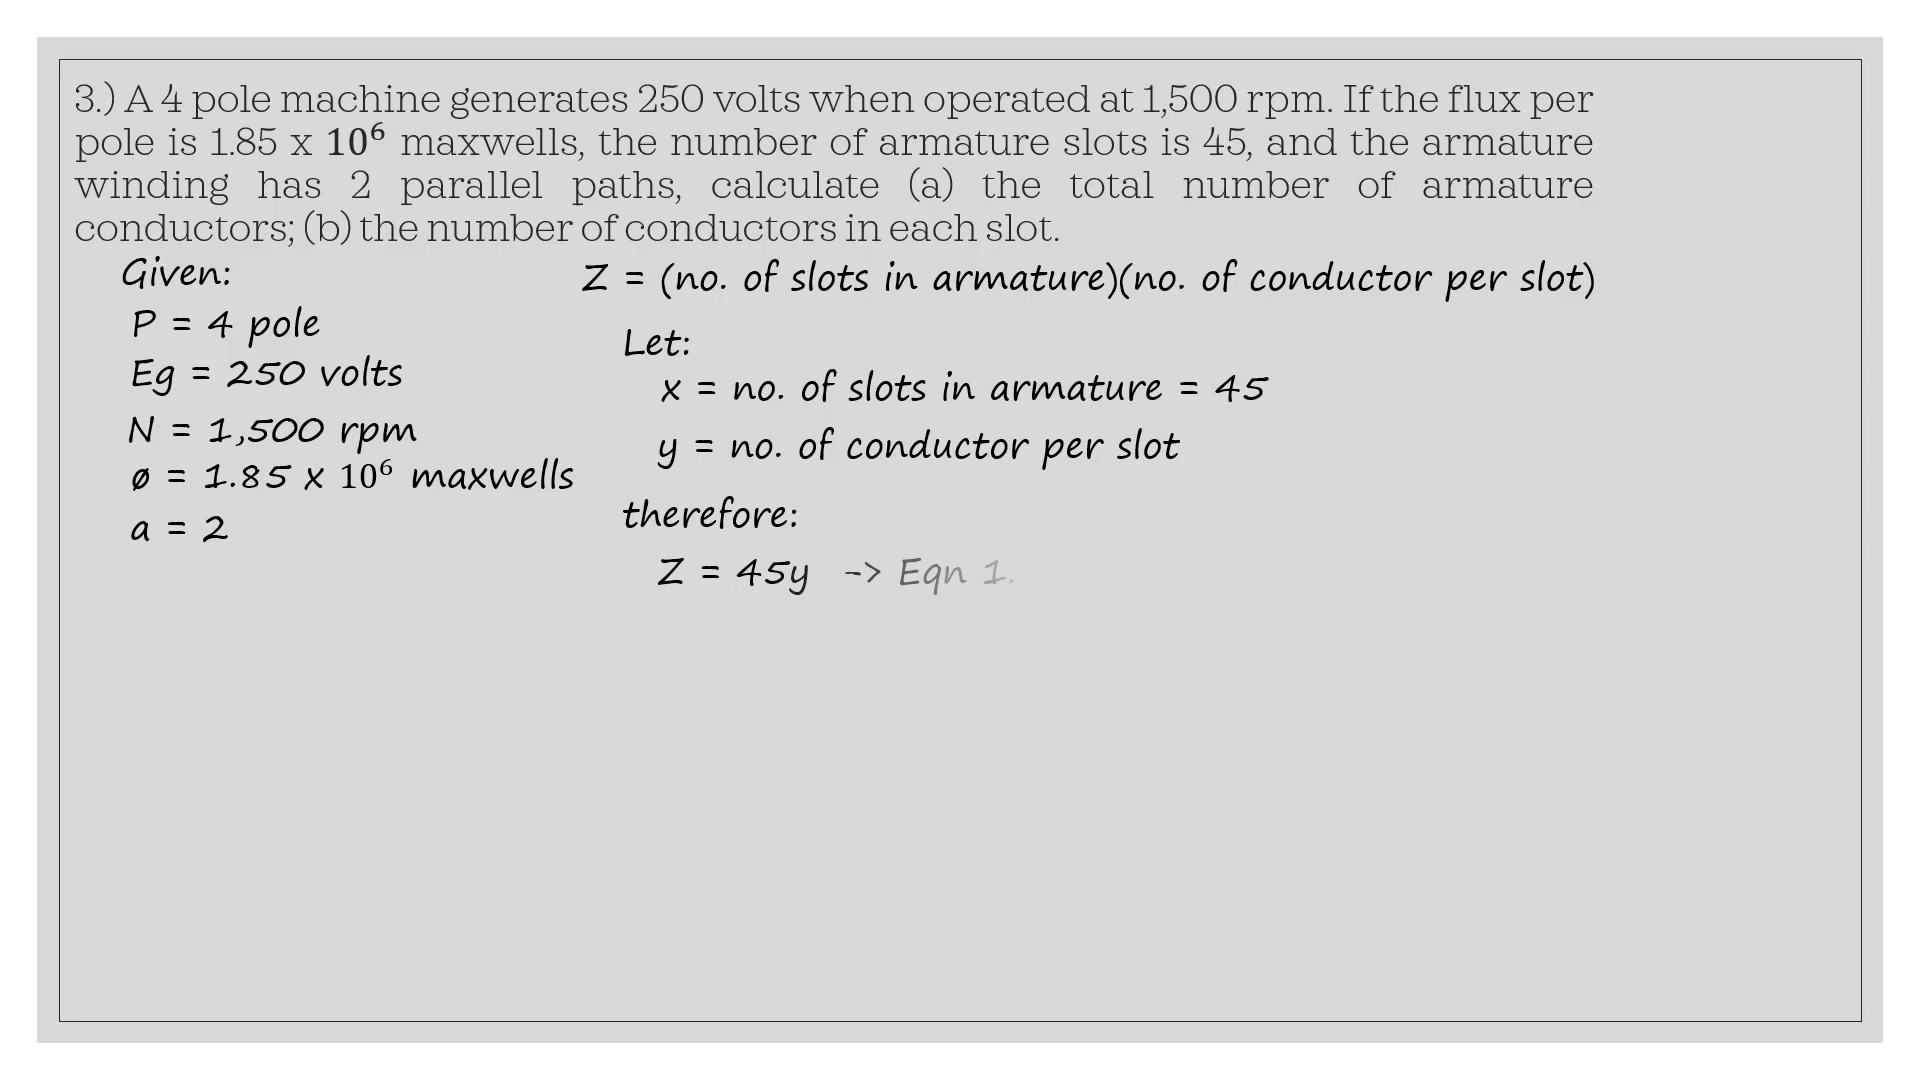 3.) A 4 pole machine generates 250 volts when operated at 1,500 rpm. If the flux per
pole is 1.85 x 10⁶ maxwells, the number of armature slots is 45, and the armature
winding has 2 parallel paths, calculate (a) the total number of armature
conductors; (b) the number of conductors in each slot.
Given:
P = 4 pole
Eg = 250 volts
N = 1,500 rpm
ø = 1.85 x 10⁶ maxwells
a = 2
Z = (no. of slots in armature)(no. of conductor per slot)
Let:
x = no. of slots in armature = 45
y = no. of conductor per slot
therefore:
Z = 45y -> Eqn 1.